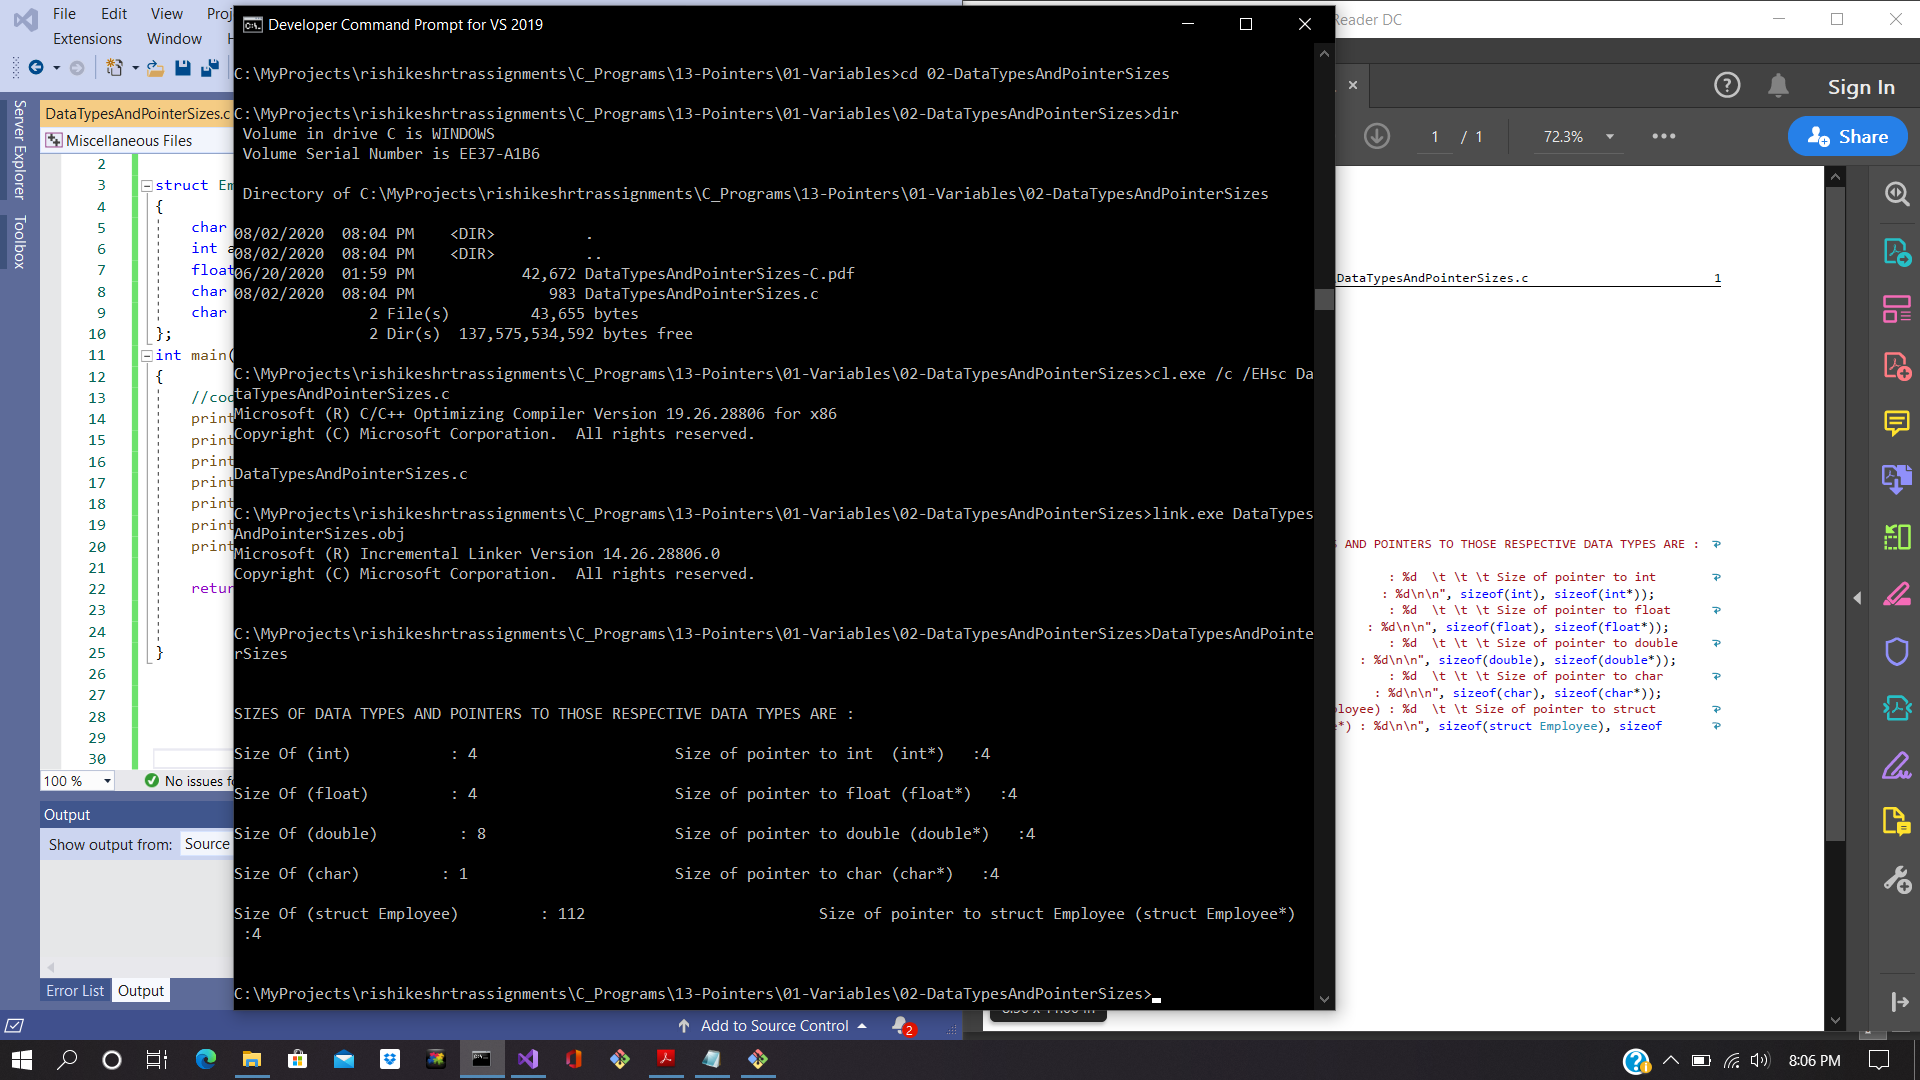 File Edit View Proj
Extensions Window H
Server Explorer
Toolbox
DataTypesAndPointerSizes.c
Miscellaneous Files
2
3 struct Em
4 {
5 char
6 int a
7 float
8 char
9 char
10 };
11 int main(
12 {
13 //cod
14 print
15 print
16 print
17 print
18 print
19 print
20 print
21
22 retur
23
24
25 }
26
27
28
29
30
100 % No issues fo
Output
Show output from: Source
Error List Output
Add to Source Control 2
Developer Command Prompt for VS 2019
C:\MyProjects\rishikeshrtrassignments\C_Programs\13-Pointers\01-Variables>cd 02-DataTypesAndPointerSizes
C:\MyProjects\rishikeshrtrassignments\C_Programs\13-Pointers\01-Variables\02-DataTypesAndPointerSizes>dir
Volume in drive C is WINDOWS
Volume Serial Number is EE37-A1B6
Directory of C:\MyProjects\rishikeshrtrassignments\C_Programs\13-Pointers\01-Variables\02-DataTypesAndPointerSizes
08/02/2020 08:04 PM <DIR> .
08/02/2020 08:04 PM <DIR> ..
06/20/2020 01:59 PM 42,672 DataTypesAndPointerSizes-C.pdf
08/02/2020 08:04 PM 983 DataTypesAndPointerSizes.c
2 File(s) 43,655 bytes
2 Dir(s) 137,575,534,592 bytes free
C:\MyProjects\rishikeshrtrassignments\C_Programs\13-Pointers\01-Variables\02-DataTypesAndPointerSizes>cl.exe /c /EHsc Da
taTypesAndPointerSizes.c
Microsoft (R) C/C++ Optimizing Compiler Version 19.26.28806 for x86
Copyright (C) Microsoft Corporation. All rights reserved.
DataTypesAndPointerSizes.c
C:\MyProjects\rishikeshrtrassignments\C_Programs\13-Pointers\01-Variables\02-DataTypesAndPointerSizes>link.exe DataTypes
AndPointerSizes.obj
Microsoft (R) Incremental Linker Version 14.26.28806.0
Copyright (C) Microsoft Corporation. All rights reserved.
C:\MyProjects\rishikeshrtrassignments\C_Programs\13-Pointers\01-Variables\02-DataTypesAndPointerSizes>DataTypesAndPointe
rSizes
SIZES OF DATA TYPES AND POINTERS TO THOSE RESPECTIVE DATA TYPES ARE :
Size Of (int) : 4 Size of pointer to int (int*) :4
Size Of (float) : 4 Size of pointer to float (float*) :4
Size Of (double) : 8 Size of pointer to double (double*) :4
Size Of (char) : 1 Size of pointer to char (char*) :4
Size Of (struct Employee) : 112 Size of pointer to struct Employee (struct Employee*)
:4
C:\MyProjects\rishikeshrtrassignments\C_Programs\13-Pointers\01-Variables\02-DataTypesAndPointerSizes>
Reader DC
Sign In
1 / 1 72.3% Share
DataTypesAndPointerSizes.c 1
AND POINTERS TO THOSE RESPECTIVE DATA TYPES ARE :
: %d \t \t \t Size of pointer to int
: %d\n\n", sizeof(int), sizeof(int*));
: %d \t \t \t Size of pointer to float
: %d\n\n", sizeof(float), sizeof(float*));
: %d \t \t \t Size of pointer to double
: %d\n\n", sizeof(double), sizeof(double*));
: %d \t \t \t Size of pointer to char
: %d\n\n", sizeof(char), sizeof(char*));
loyee) : %d \t \t Size of pointer to struct
*) : %d\n\n", sizeof(struct Employee), sizeof
8:06 PM